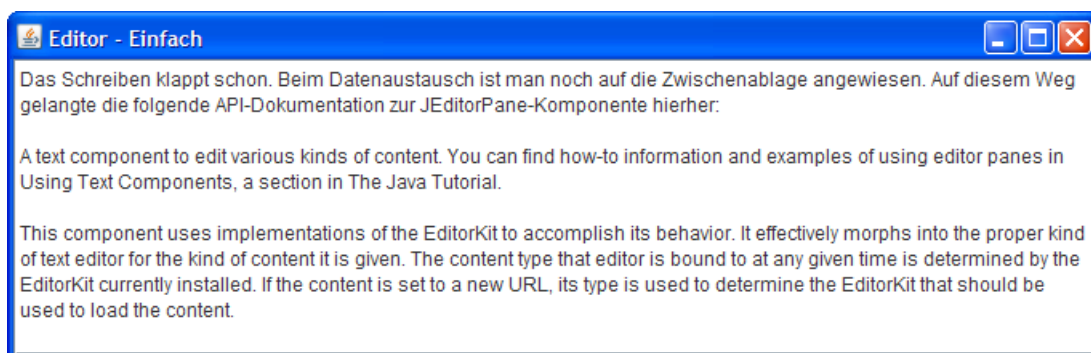 Editor - Einfach
Das Schreiben klappt schon. Beim Datenaustausch ist man noch auf die Zwischenablage angewiesen. Auf diesem Weg
gelangte die folgende API-Dokumentation zur JEditorPane-Komponente hierher:
A text component to edit various kinds of content. You can find how-to information and examples of using editor panes in
Using Text Components, a section in The Java Tutorial.
This component uses implementations of the EditorKit to accomplish its behavior. It effectively morphs into the proper kind
of text editor for the kind of content it is given. The content type that editor is bound to at any given time is determined by the
EditorKit currently installed. If the content is set to a new URL, its type is used to determine the EditorKit that should be
used to load the content.